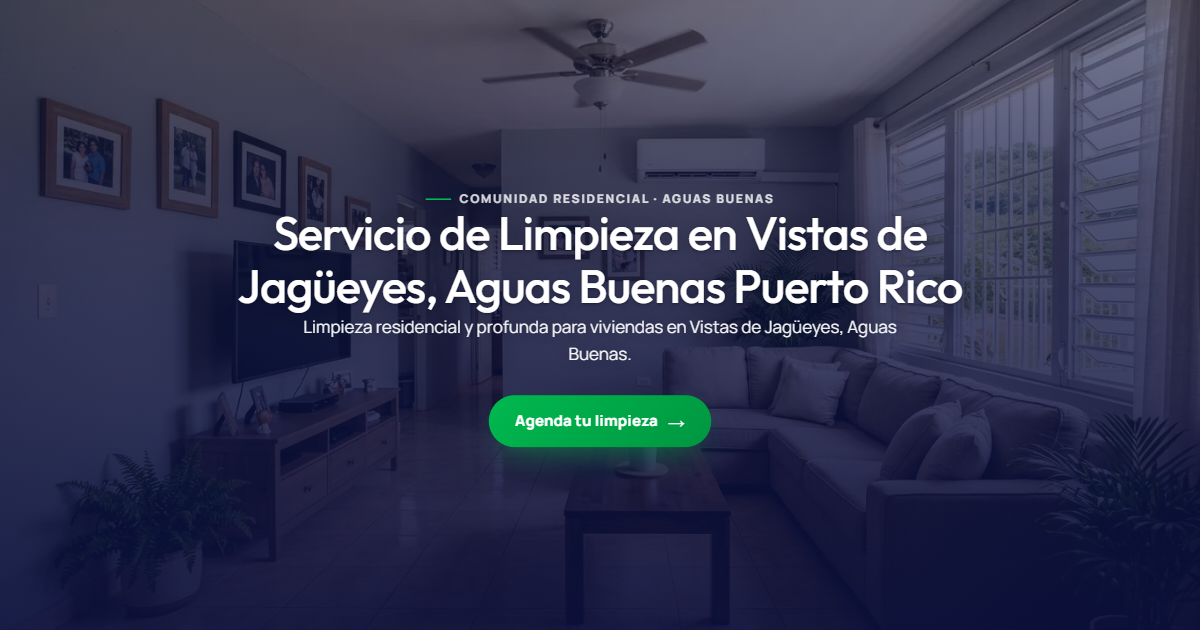 COMUNIDAD RESIDENCIAL · AGUAS BUENAS
Servicio de Limpieza en Vistas de
Jagüeyes, Aguas Buenas Puerto Rico
Limpieza residencial y profunda para viviendas en Vistas de Jagüeyes, Aguas
Buenas.
Agenda tu limpieza →